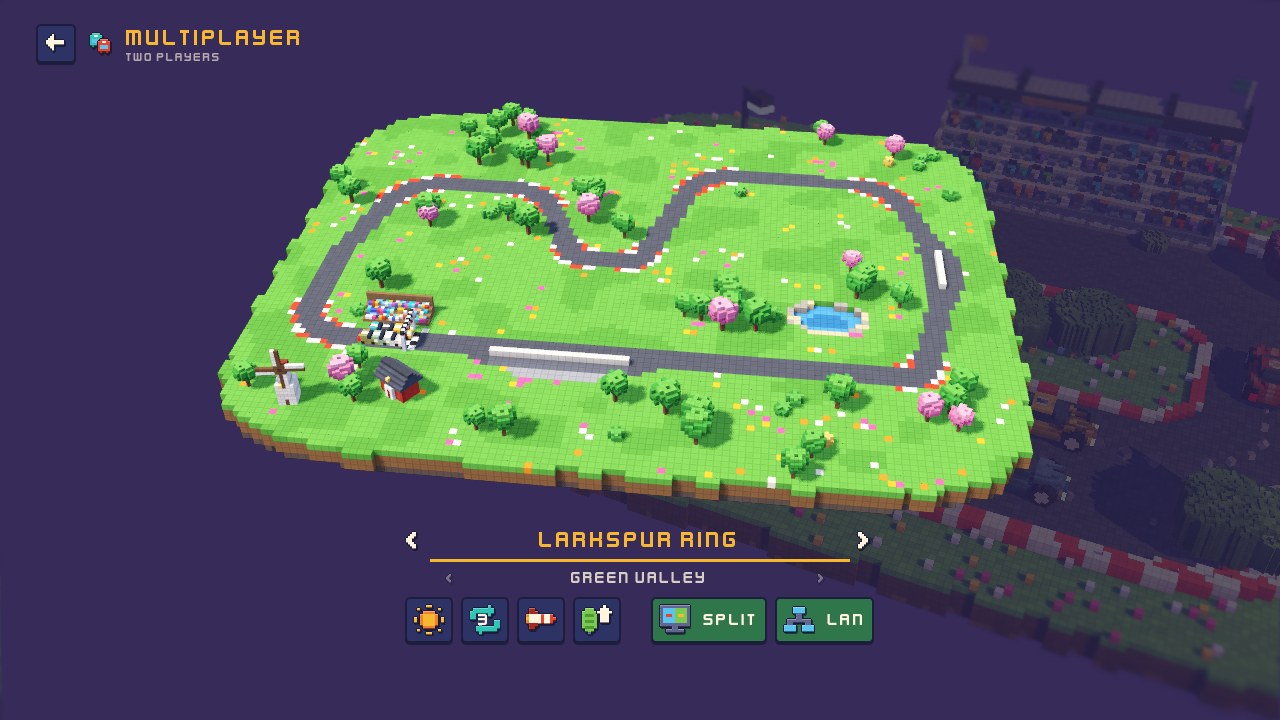 MULTIPLAYER
TWO PLAYERS
LARKSPUR RING
GREEN VALLEY
3
SPLIT
LAN